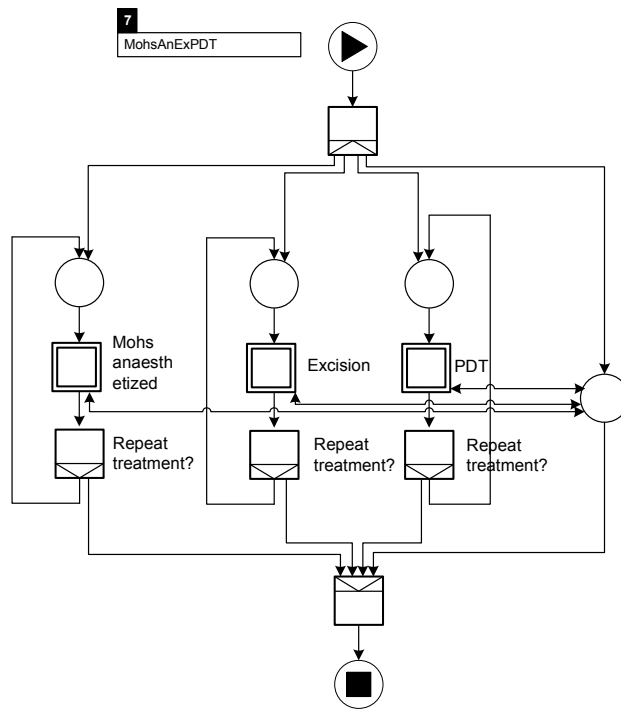 7
MohsAnExPDT
Mohs
anaesth
etized
Excision
PDT
Repeat
treatment?
Repeat
treatment?
Repeat
treatment?